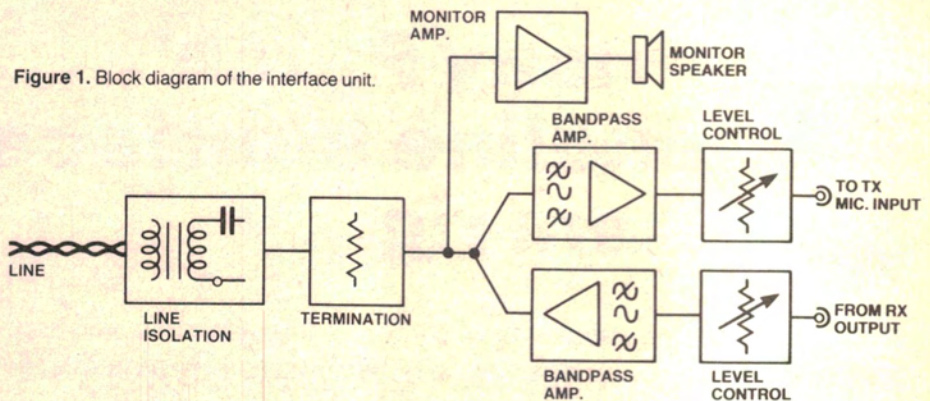 MONITOR
AMP.
MONITOR
SPEAKER
Figure 1. Block diagram of the interface unit.
BANDPASS
AMP.
LEVEL
CONTROL
TO TX
MIC. INPUT
LINE
LINE
ISOLATION
TERMINATION
FROM RX
OUTPUT
BANDPASS
AMP.
LEVEL
CONTROL